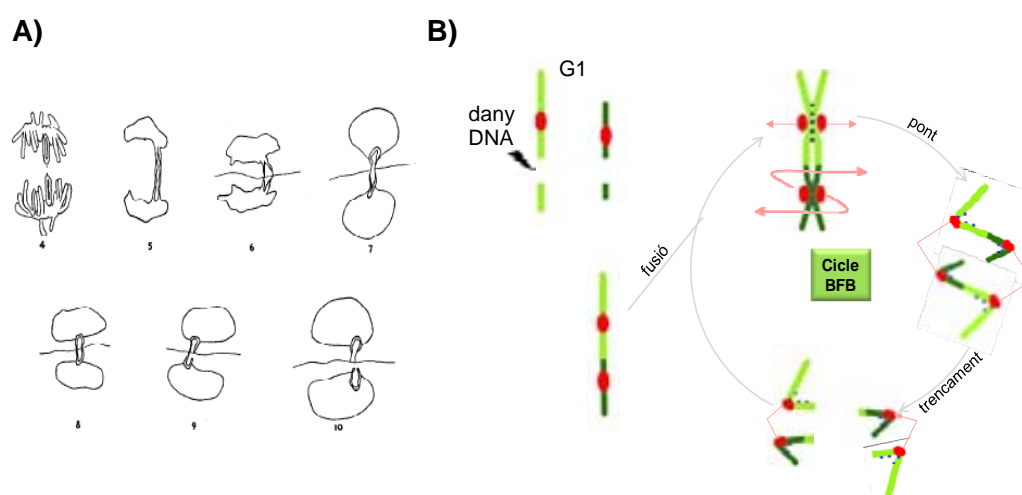 A)
4
5
6
7
8
9
10
B)
G1
dany
DNA
fusió
pont
Cicle
BFB
trencament